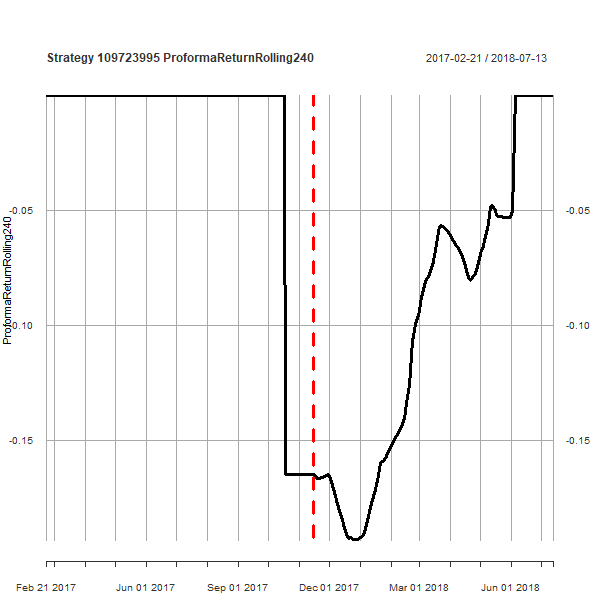 Strategy 109723995 ProformaReturnRolling240
2017-02-21 / 2018-07-13
ProformaReturnRolling240
-0.05
-0.05
-0.10
-0.10
-0.15
-0.15
Feb 21 2017
Jun 01 2017
Sep 01 2017
Dec 01 2017
Mar 01 2018
Jun 01 2018